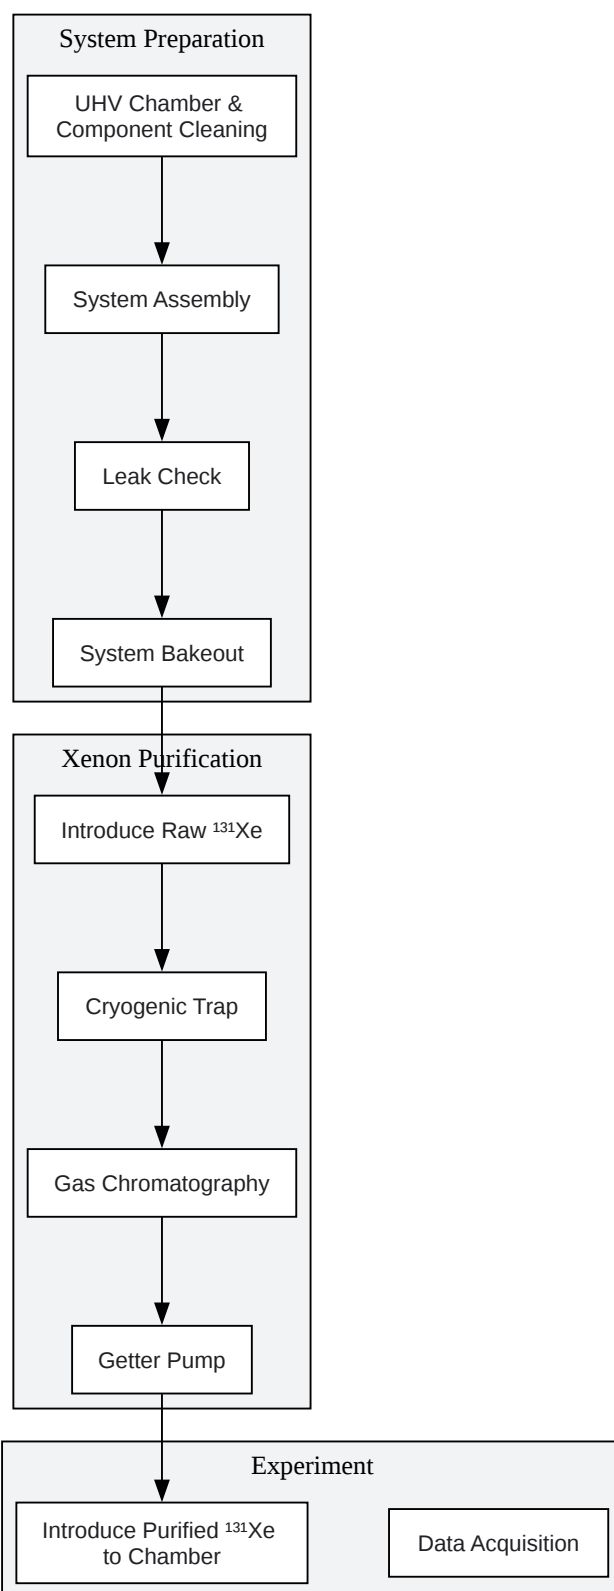 System Preparation
UHV Chamber &
Component Cleaning
System Assembly
Leak Check
System Bakeout
Xenon Purification
Introduce Raw ¹³¹Xe
Cryogenic Trap
Gas Chromatography
Getter Pump
Experiment
Introduce Purified ¹³¹Xe
to Chamber
Data Acquisition